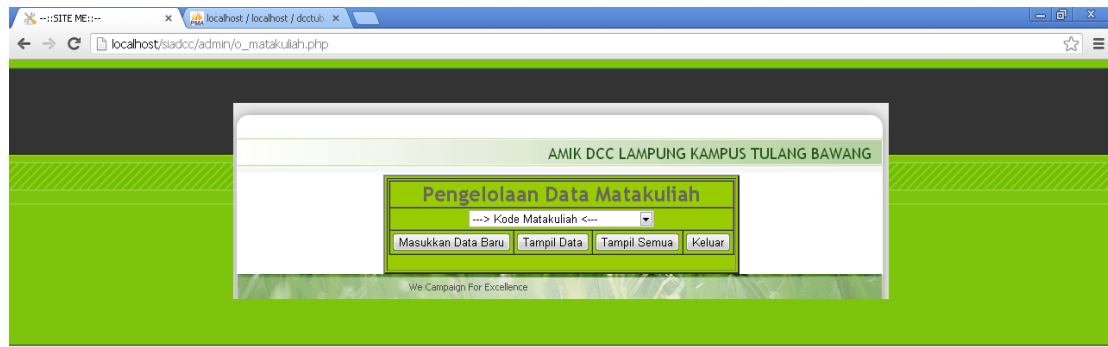 --::SITE ME::--
localhost / localhost / dcctub
localhost/siadcc/admin/o_matakuliah.php
AMIK DCC LAMPUNG KAMPUS TULANG BAWANG
Pengelolaan Data Matakuliah
---> Kode Matakuliah <---
Masukkan Data Baru Tampil Data Tampil Semua Keluar
We Campaign For Excellence